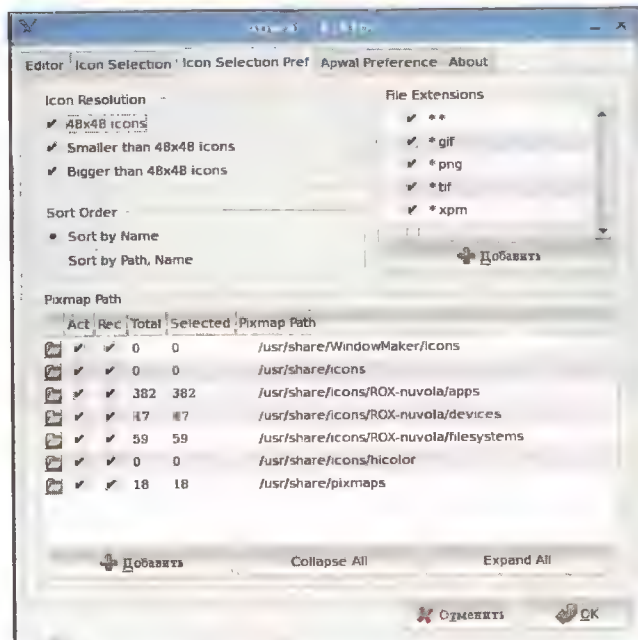 Editor Icon Selection Icon Selection Pref Apwal Preference About
Icon Resolution
48x48 icons
Smaller than 48x48 icons
Bigger than 48x48 icons
Sort Order
Sort by Name
Sort by Path, Name
File Extensions
**
*gif
*png
*tif
*xpm
Добавить
Pixmap Path
Act Rec Total Selected Pixmap Path
0 0 /usr/share/WindowMaker/Icons
0 0 /usr/share/icons
382 382 /usr/share/icons/ROX-nuvola/apps
47 47 /usr/share/icons/ROX-nuvola/devices
59 59 /usr/share/icons/ROX-nuvola/filesystems
0 0 /usr/share/icons/hicolor
18 18 /usr/share/pixmaps
Добавить Collapse All Expand All
Отменить OK